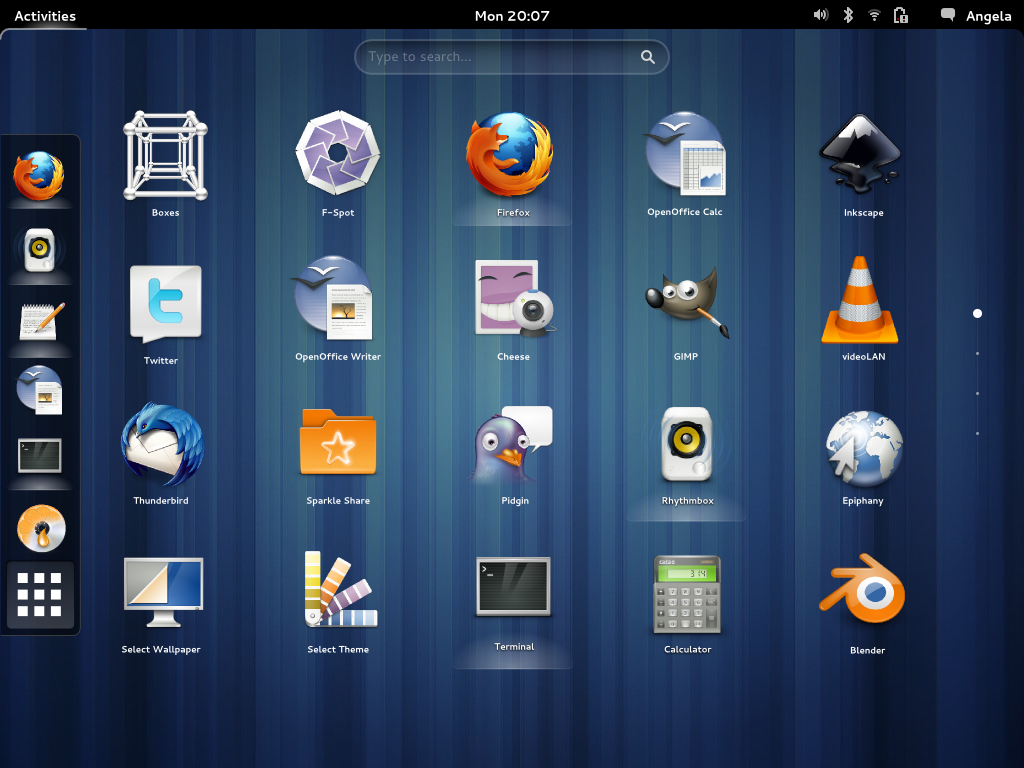 Activities
Mon 20:07
Angela
Type to search...
Boxes
F-Spot
Firefox
OpenOffice Calc
Inkscape
Twitter
OpenOffice Writer
Cheese
GIMP
videoLAN
Thunderbird
Sparkle Share
Pidgin
Rhythmbox
Epiphany
Select Wallpaper
Select Theme
Terminal
314
Calculator
Blender